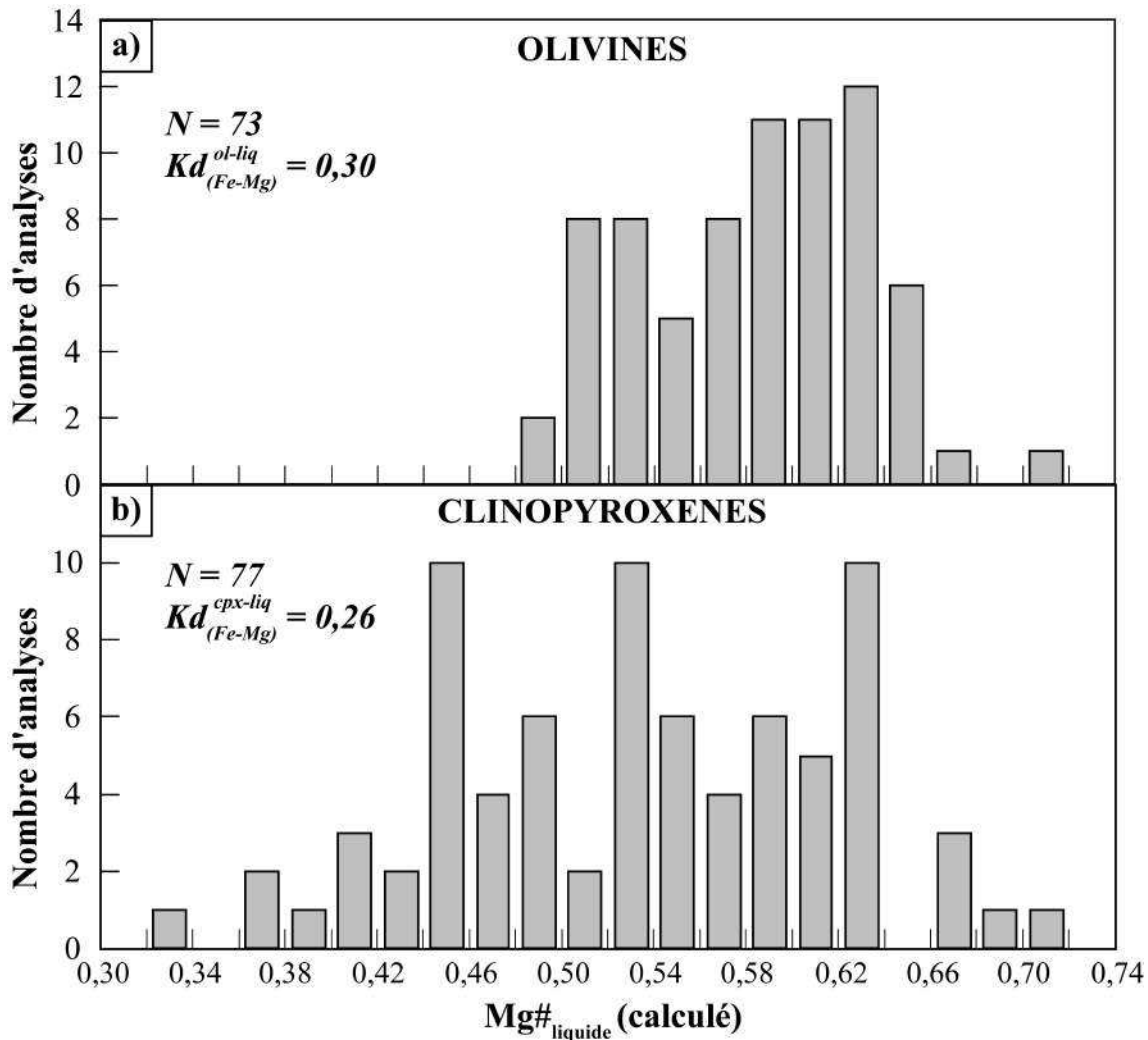 a)
OLIVINES
N = 73
Kd ol-liq (Fe-Mg) = 0,30
Nombre d'analyses
14
12
10
8
6
4
2
0
b)
CLINOPYROXENES
N = 77
Kd cpx-liq (Fe-Mg) = 0,26
Nombre d'analyses
10
8
6
4
2
0
0,30 0,34 0,38 0,42 0,46 0,50 0,54 0,58 0,62 0,66 0,70 0,74
Mg#liquide (calculé)